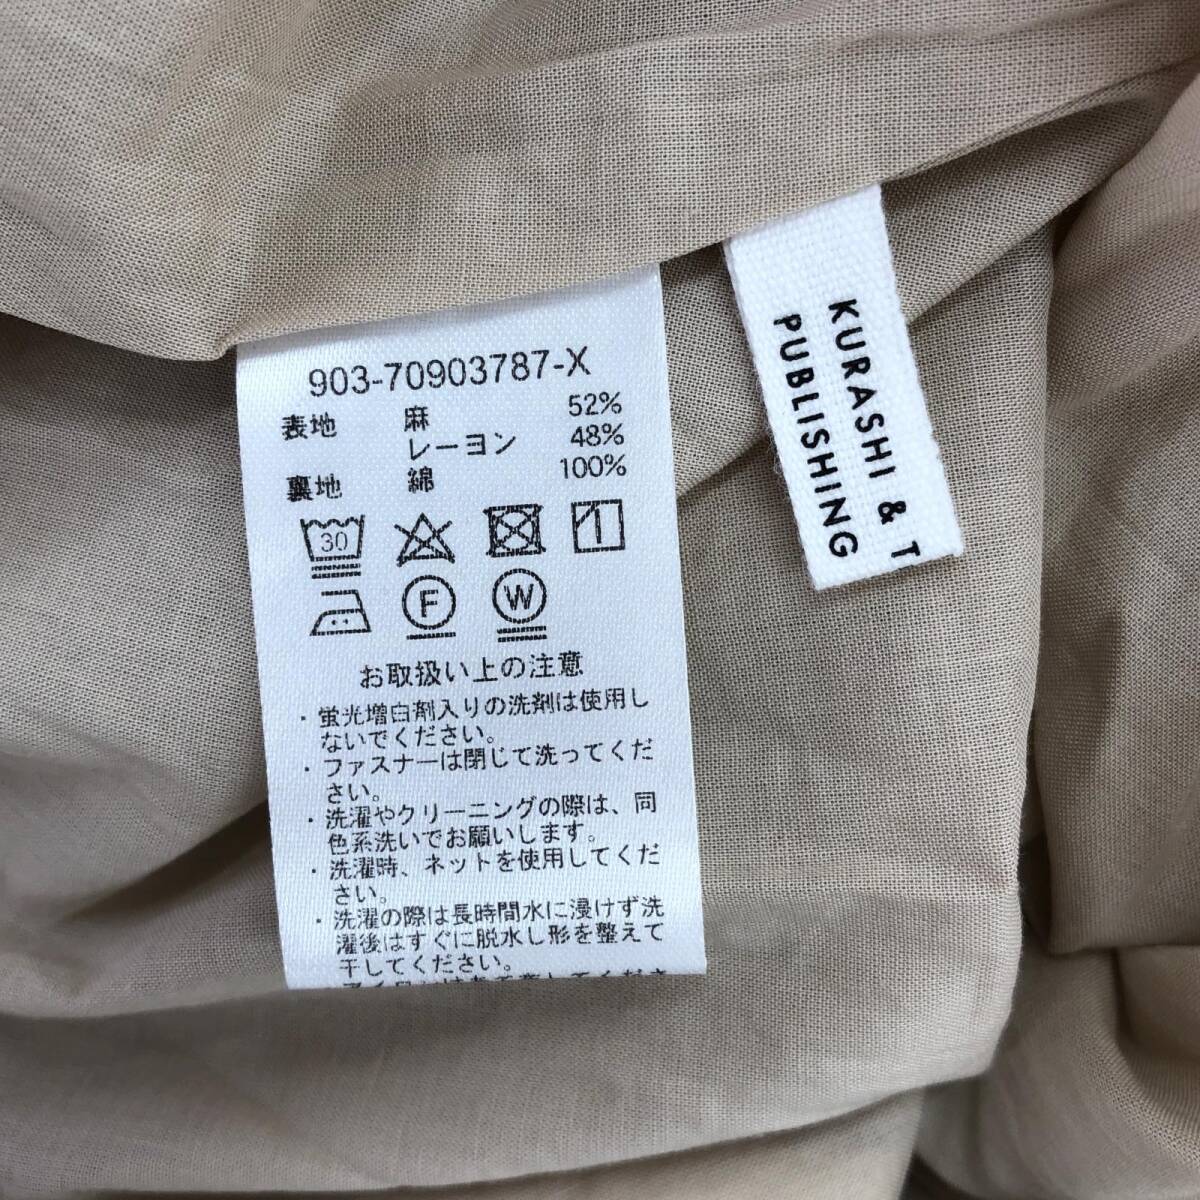 903-70903787-X
表地 麻 52%
レーヨン 48%
裏地 綿 100%
30
F W
お取扱い上の注意
・蛍光増白剤入りの洗剤は使用し
ないでください。
・ファスナーは閉じて洗ってくだ
さい。
・洗濯やクリーニングの際は、同
色系洗いでお願いします。
・洗濯時、ネットを使用してくだ
さい。
・洗濯の際は長時間水に浸けず洗
濯後はすぐに脱水し形を整えて
干してください。
KURASHI & T
PUBLISHING